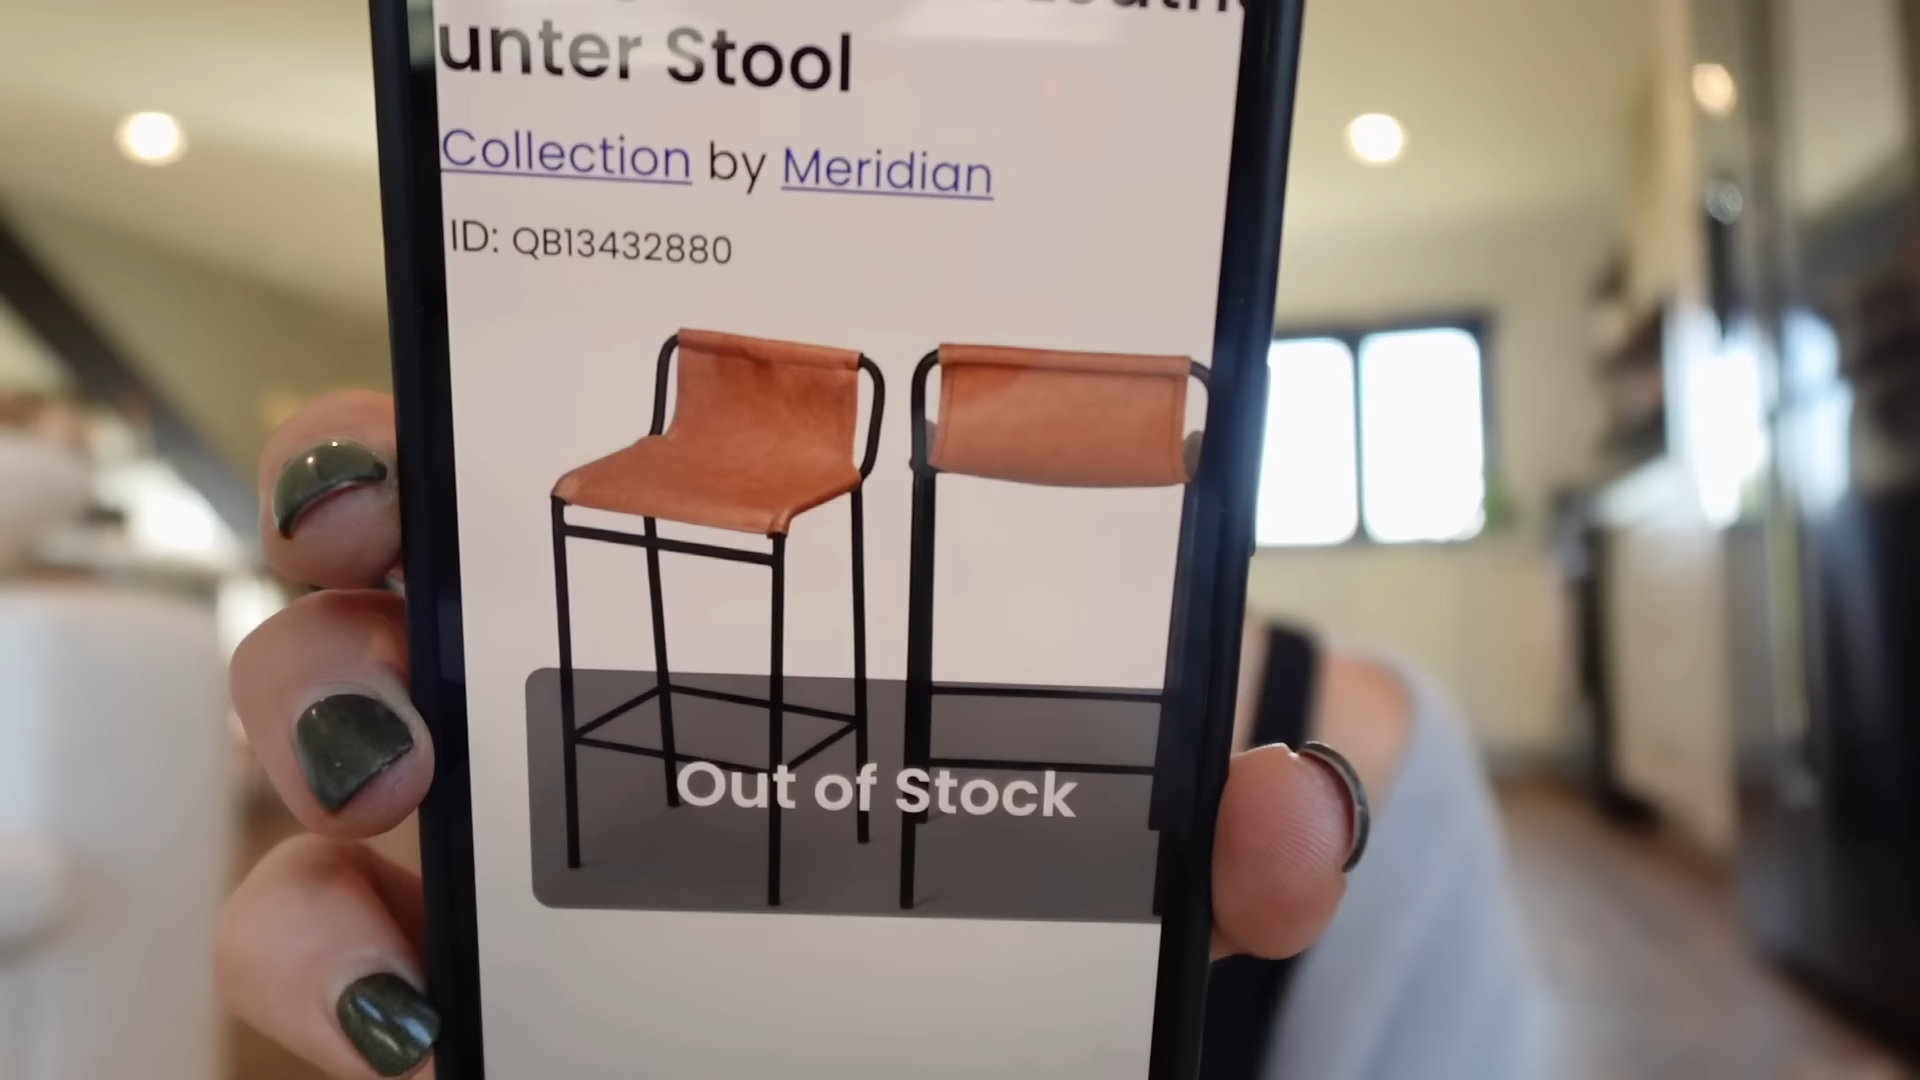 unter Stool
Collection by Meridian
ID: QB13432880
Out of Stock